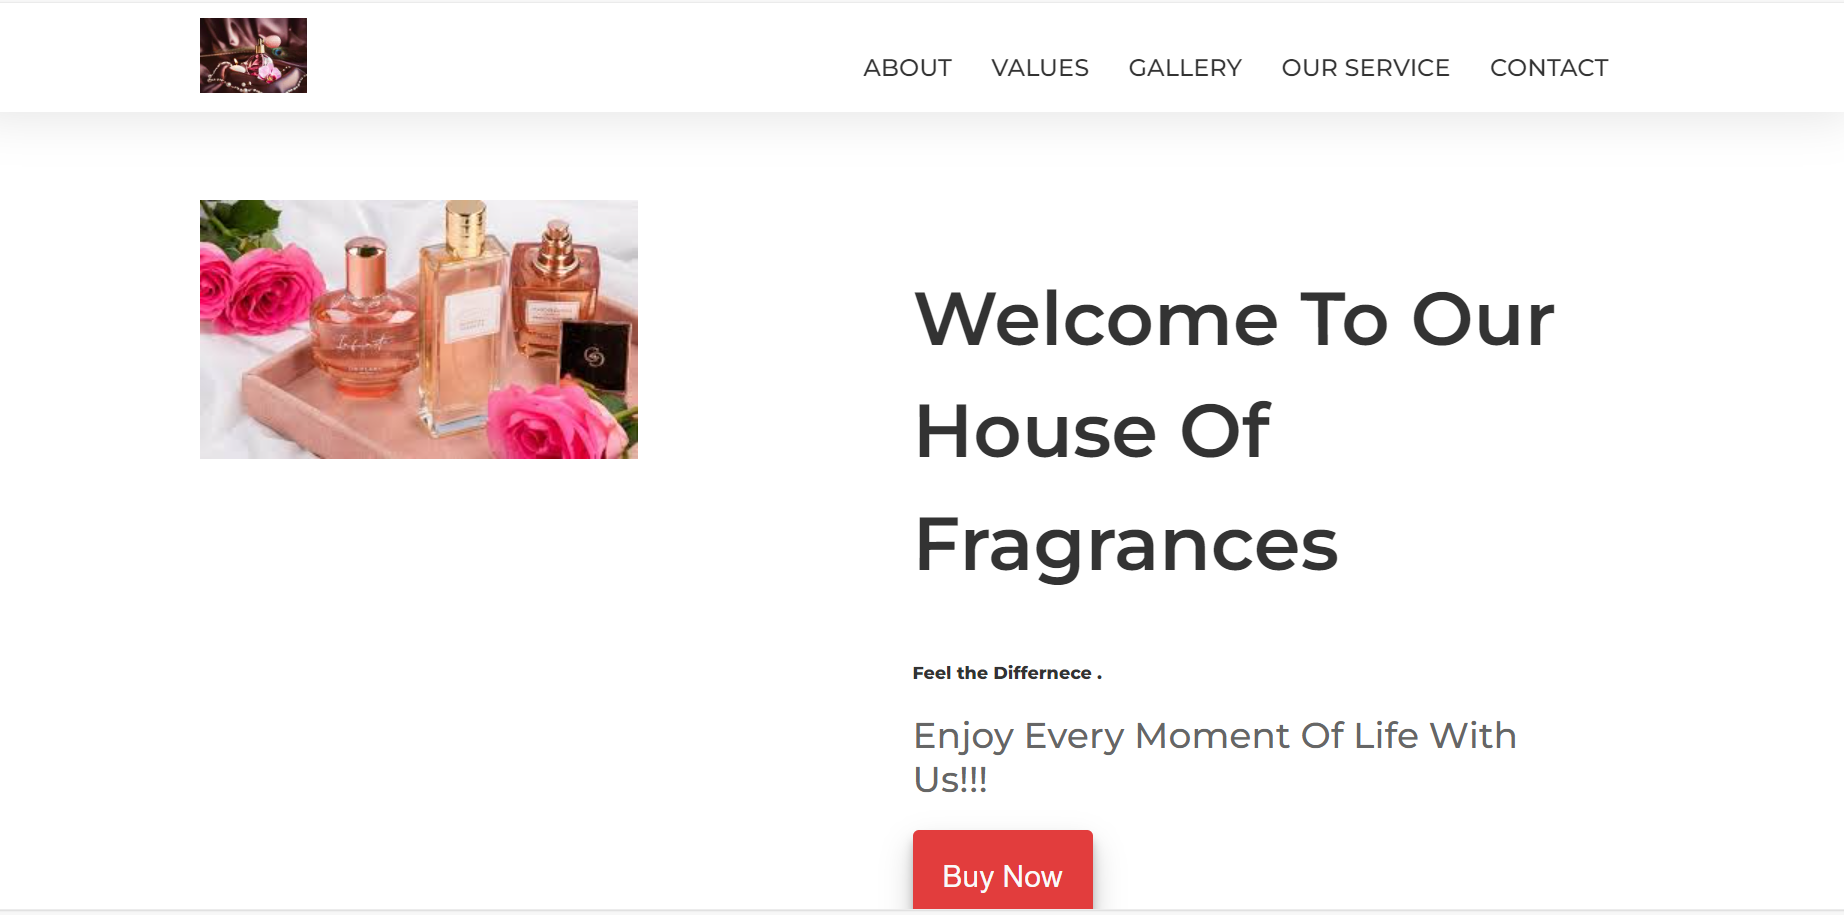 ABOUT VALUES GALLERY OUR SERVICE CONTACT
Welcome To Our
House Of
Fragrances
Feel the Differnece .
Enjoy Every Moment Of Life With
Us!!!
Buy Now